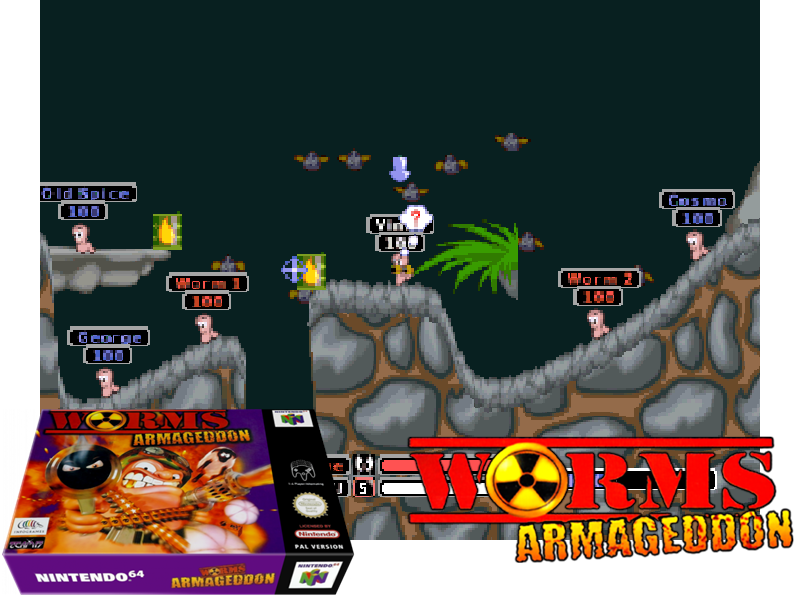 Old Spice
100
Cosmo
100
100
Worm 1
100
Worm 2
100
George
100
WORMS
ARMAGEDDON
NINTENDO64
LICENSED BY
Nintendo
PAL VERSION
NINTENDO64
WORMS
ARMAGEDDON
S
WORMS
ARMAGEDDON